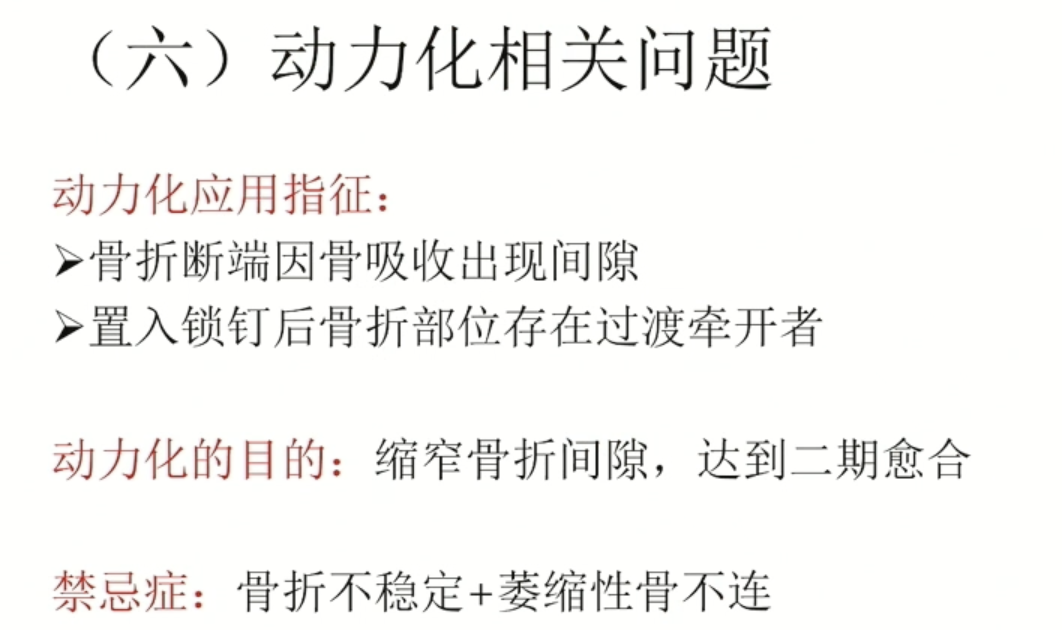 （六）动力化相关问题
动力化应用指征：
➢骨折断端因骨吸收出现间隙
➢置入锁钉后骨折部位存在过渡牵开者
动力化的目的：缩窄骨折间隙，达到二期愈合
禁忌症：骨折不稳定+萎缩性骨不连